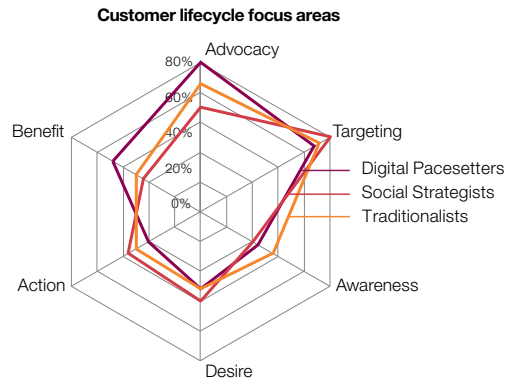 Customer lifecycle focus areas
Advocacy
80%
60%
40%
20%
0%
Benefit
Targeting
Digital Pacesetters
Social Strategists
Traditionalists
Action
Awareness
Desire